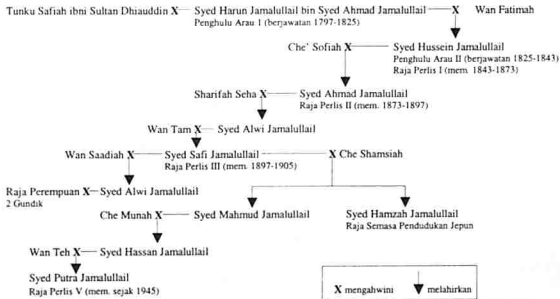 Tunku Safiah ibni Sultan Dhiauddin X Syed Harun Jamalullail bin Syed Ahmad Jamalullail X Wan Fatimah
Penghulu Arau I (berjawatan 1797-1825)
Che' Sofiah X Syed Hussein Jamalullail
Penghulu Arau II (berjawatan 1825-1843)
Raja Perlis I (mem. 1843-1873)
Sharifah Seha X Syed Ahmad Jamalullail
Raja Perlis II (mem. 1873-1897)
Wan Tam X Syed Alwi Jamalullail
Wan Saadiah X Syed Safi Jamalullail X Che Shamsiah
Raja Perlis III (mem. 1897-1905)
Raja Perempuan X Syed Alwi Jamalullail
2 Gundik
Che Munah X Syed Mahmud Jamalullail Syed Hamzah Jamalullail
Raja Semasa Pendudukan Jepun
Wan Teh X Syed Hassan Jamalullail
Syed Putra Jamalullail
Raja Perlis V (mem. sejak 1945)
X mengahwini melahirkan